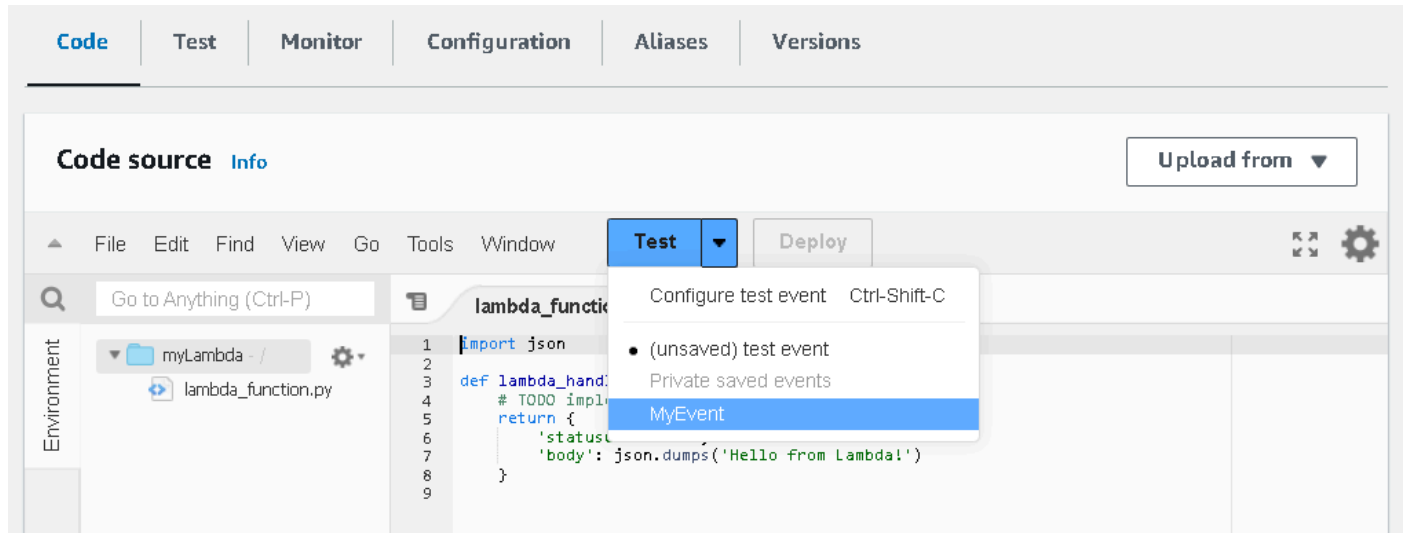 Code Test Monitor Configuration Aliases Versions
Code source Info
Upload from
File Edit Find View Go Tools Window Test Deploy
Go to Anything (Ctrl-P)
lambda_functio
Configure test event Ctrl-Shift-C
(unsaved) test event
Private saved events
MyEvent
Environment
myLambda - /
lambda_function.py
1 import json
2
3 def lambda_handl
4 # TODO imple
5 return {
6 'statusC
7 'body': json.dumps('Hello from Lambda!')
8 }
9